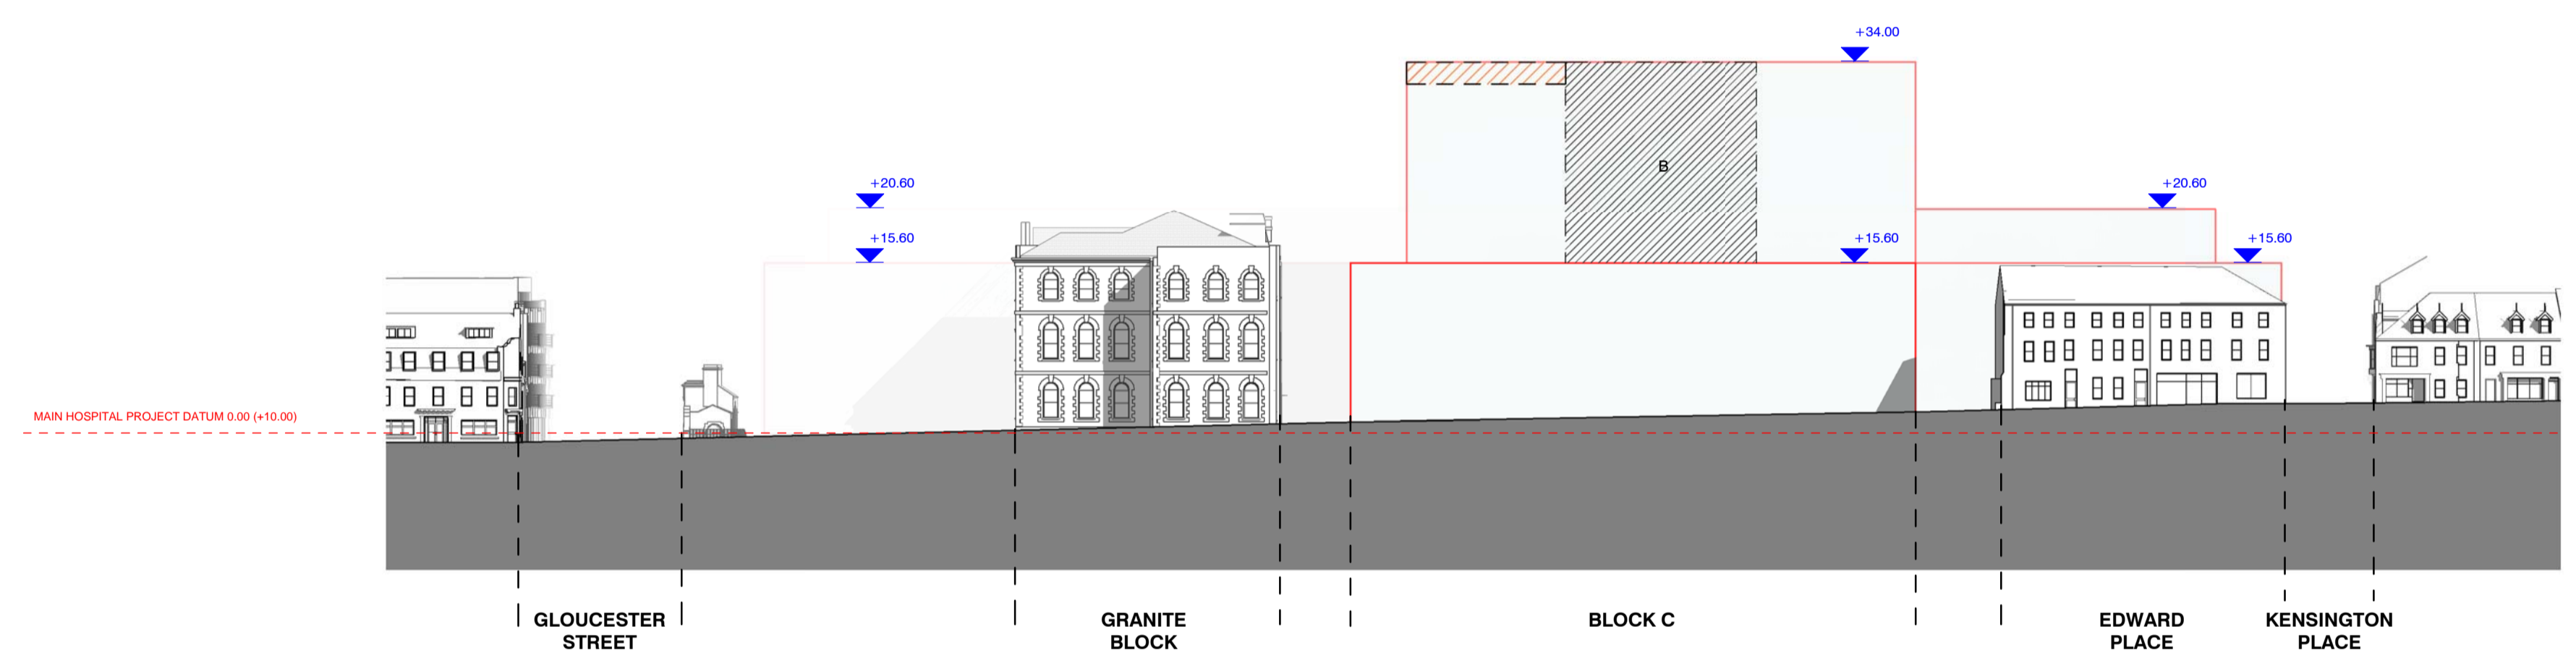 +34.00
+20.60
+20.60
+15.60
+15.60
+15.60
B
MAIN HOSPITAL PROJECT DATUM 0.00 (+10.00)
GLOUCESTER
STREET
GRANITE
BLOCK
BLOCK C
EDWARD
PLACE
KENSINGTON
PLACE